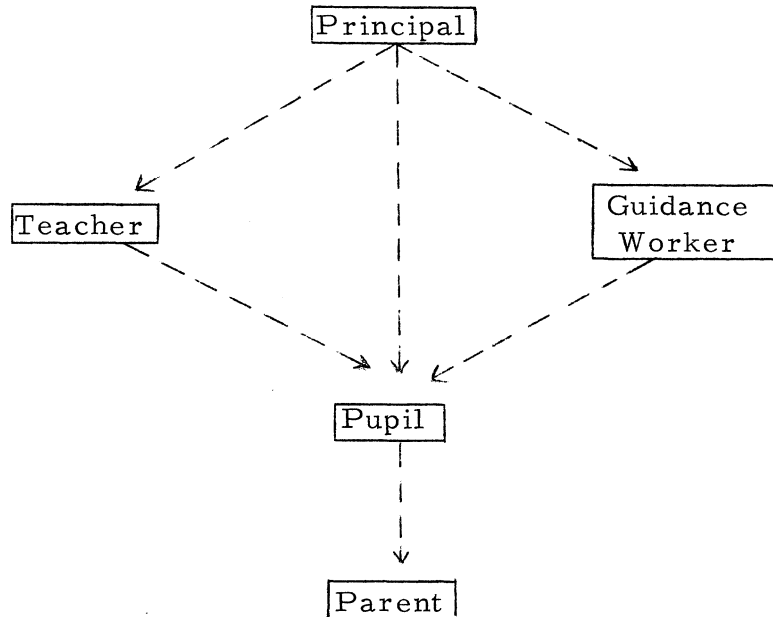 Principal
Teacher
Guidance
Worker
Pupil
Parent